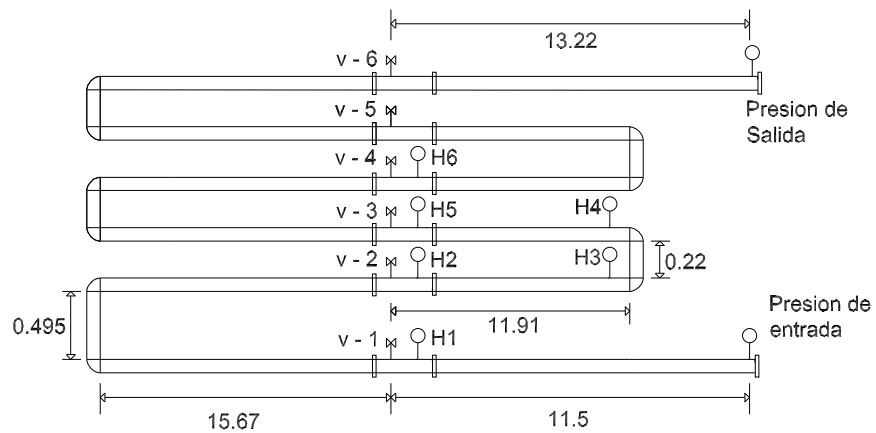 13.22
v - 6
Presion de
Salida
v - 5
v - 4
H6
v - 3
H5
H4
v - 2
H2
H3
0.22
Presion de
entrada
0.495
11.91
v - 1
H1
15.67
11.5